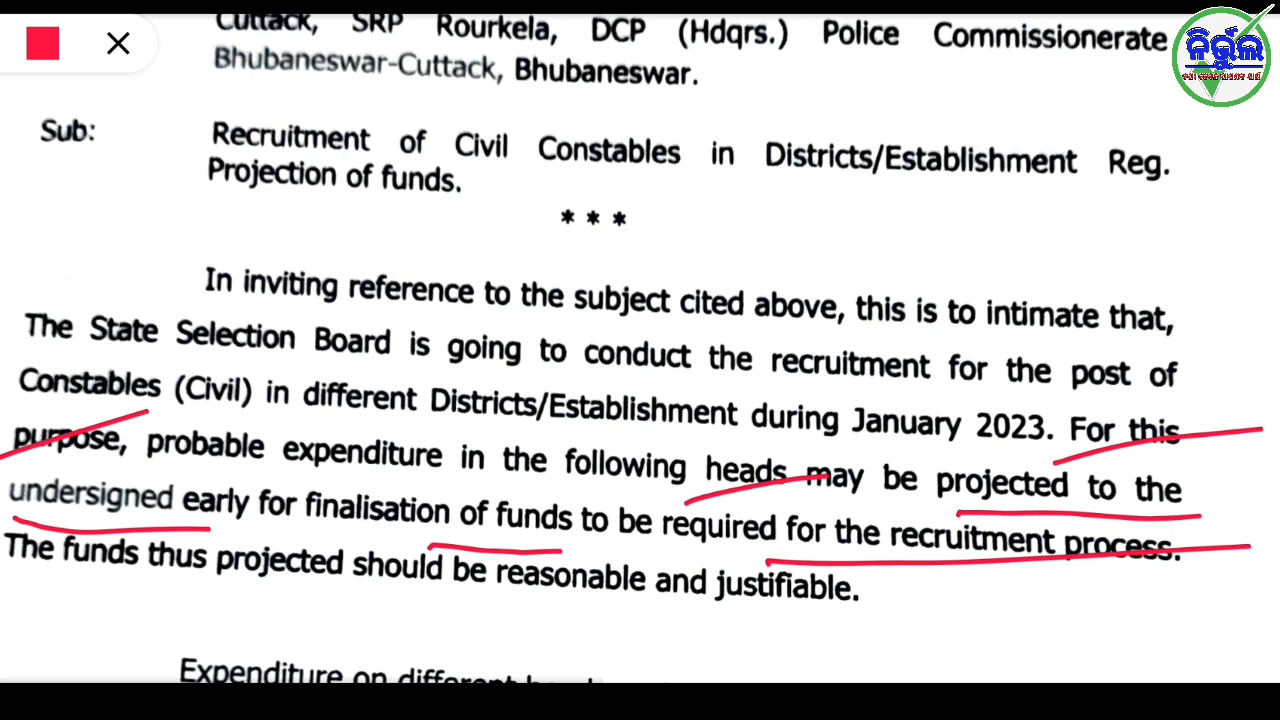 Cuttack, SRP Rourkela, DCP (Hdqrs.) Police Commissionerate
Bhubaneswar-Cuttack, Bhubaneswar.
ନିର୍ଭୁଲ
Sub: Recruitment of Civil Constables in Districts/Establishment Reg.
Projection of funds.
* * *
In inviting reference to the subject cited above, this is to intimate that,
The State Selection Board is going to conduct the recruitment for the post of
Constables (Civil) in different Districts/Establishment during January 2023. For this
purpose, probable expenditure in the following heads may be projected to the
undersigned early for finalisation of funds to be required for the recruitment process.
The funds thus projected should be reasonable and justifiable.
Expenditure on different